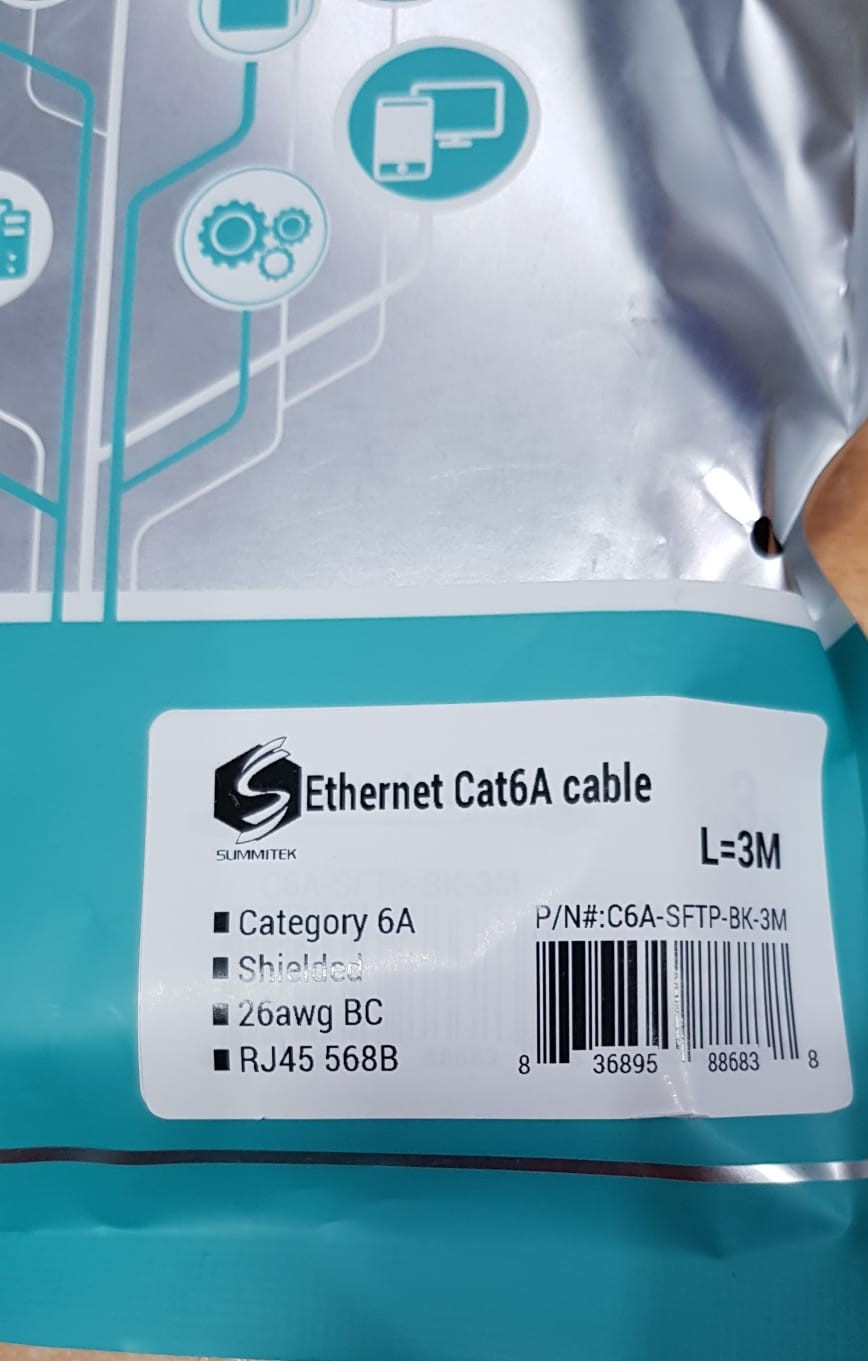 Ethernet Cat6A cable
SUMMITEK
L=3M
■ Category 6A
■ Shielded
■ 26awg BC
■ RJ45 568B
P/N#:C6A-SFTP-BK-3M
8 36895 88683 8